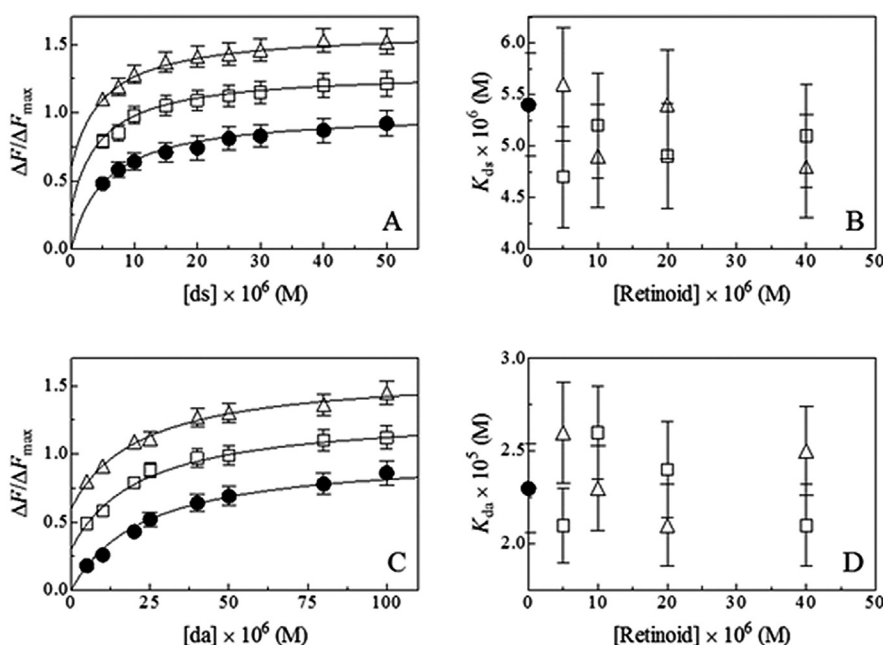 ΔF/ΔFmax
1.5
1.0
0.5
0.0
A
0 10 20 30 40 50
[ds] × 10⁶ (M)
Kds × 10⁶ (M)
6.0
5.5
5.0
4.5
4.0
B
0 10 20 30 40 50
[Retinoid] × 10⁶ (M)
ΔF/ΔFmax
1.5
1.0
0.5
0.0
C
0 25 50 75 100
[da] × 10⁶ (M)
Kda × 10⁵ (M)
3.0
2.5
2.0
D
0 10 20 30 40 50
[Retinoid] × 10⁶ (M)